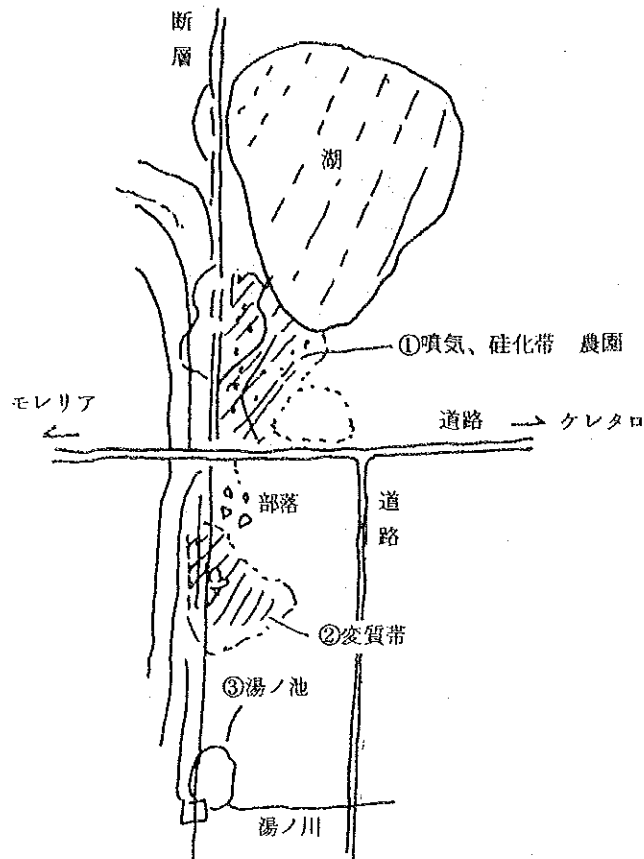 断層
湖
①噴気、硅化帯 農園
モレリア
道路 → ケレタロ
部落
道路
②変質帯
③湯ノ池
湯ノ川